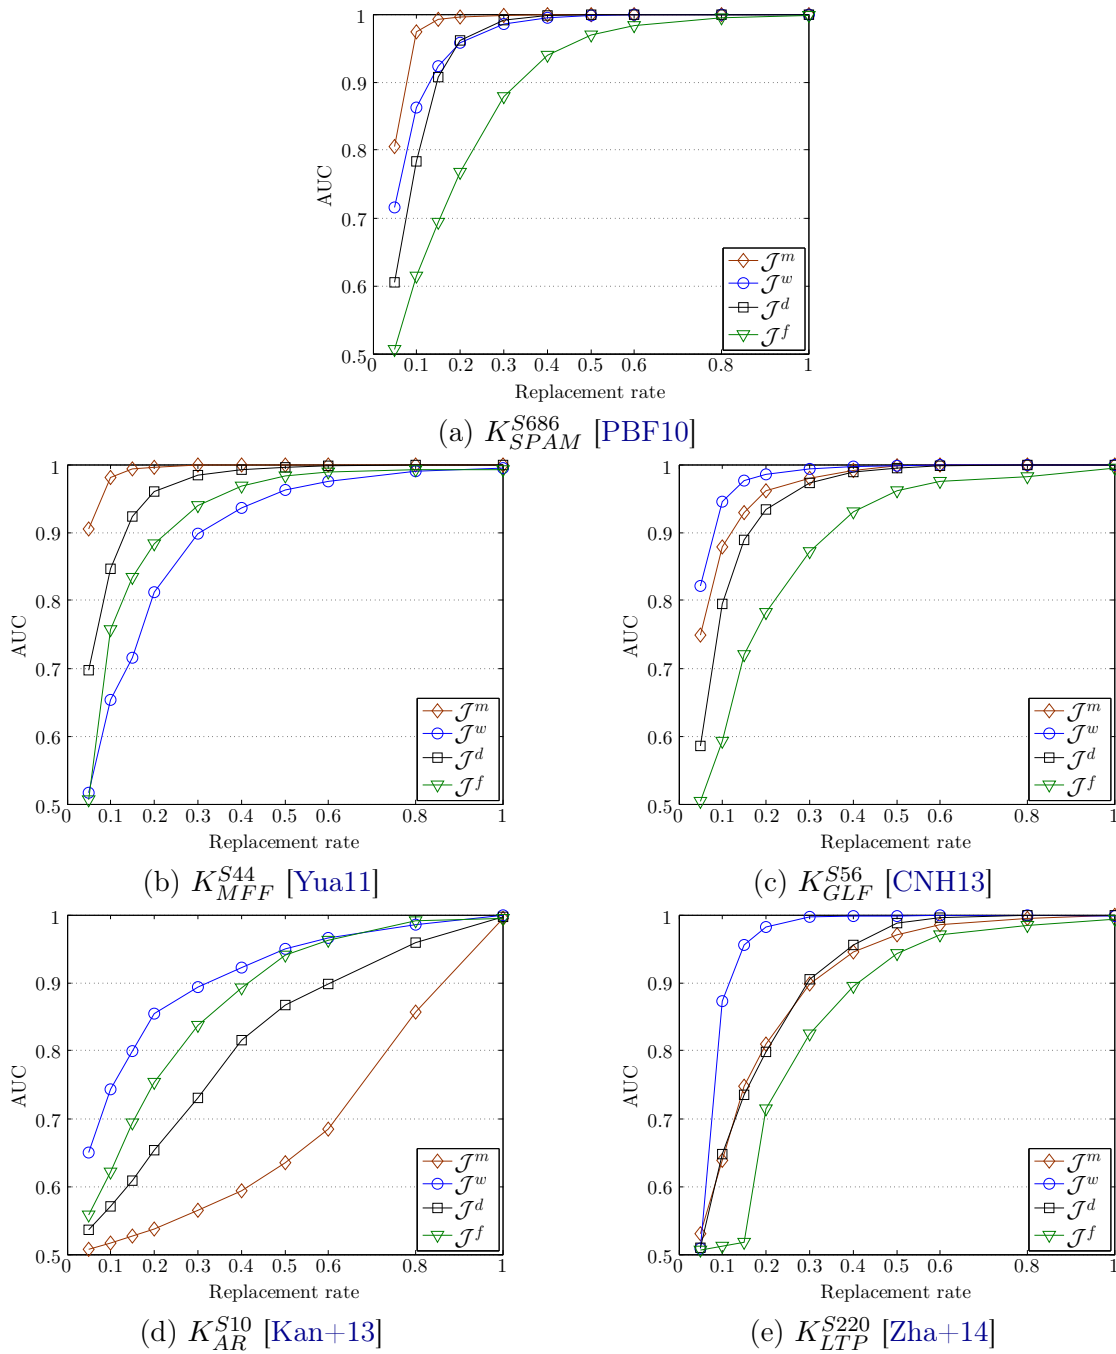 1
0.9
0.8
0.7
0.6
0.5
AUC
0 0.1 0.2 0.3 0.4 0.5 0.6 0.8 1
Replacement rate
𝒥^m
𝒥^w
𝒥^d
𝒥^f
(a) K_{SPAM}^{S686} [PBF10]
1
0.9
0.8
0.7
0.6
0.5
AUC
0 0.1 0.2 0.3 0.4 0.5 0.6 0.8 1
Replacement rate
𝒥^m
𝒥^w
𝒥^d
𝒥^f
(b) K_{MFF}^{S44} [Yua11]
1
0.9
0.8
0.7
0.6
0.5
AUC
0 0.1 0.2 0.3 0.4 0.5 0.6 0.8 1
Replacement rate
𝒥^m
𝒥^w
𝒥^d
𝒥^f
(c) K_{GLF}^{S56} [CNH13]
1
0.9
0.8
0.7
0.6
0.5
AUC
0 0.1 0.2 0.3 0.4 0.5 0.6 0.8 1
Replacement rate
𝒥^m
𝒥^w
𝒥^d
𝒥^f
(d) K_{AR}^{S10} [Kan+13]
1
0.9
0.8
0.7
0.6
0.5
AUC
0 0.1 0.2 0.3 0.4 0.5 0.6 0.8 1
Replacement rate
𝒥^m
𝒥^w
𝒥^d
𝒥^f
(e) K_{LTP}^{S220} [Zha+14]